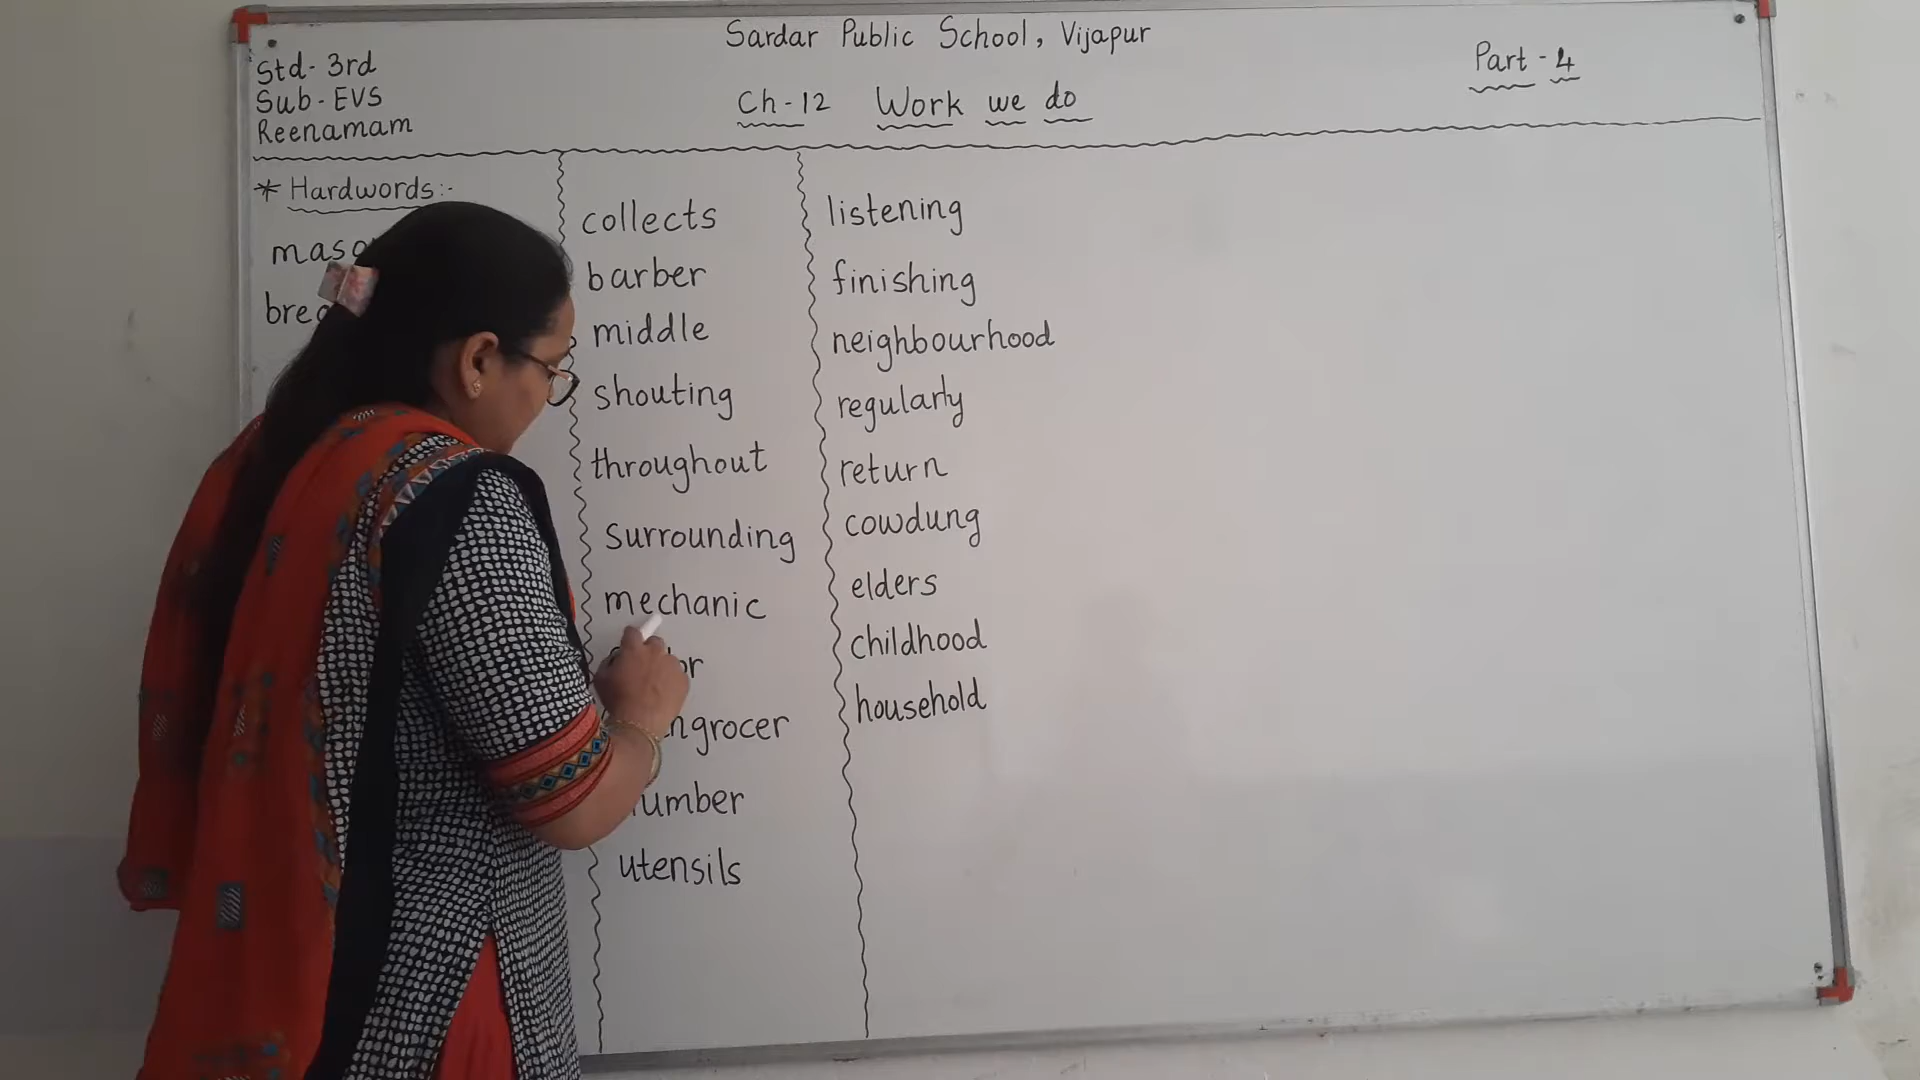 Sardar Public School, Vijapur
Std- 3rd
Sub- EVS
Reenamam
Ch-12 Work we do
Part-4
* Hardwords:-
collects
barber
middle
shouting
throughout
surrounding
mechanic
utensils
listening
finishing
neighbourhood
regularly
return
cowdung
elders
childhood
household